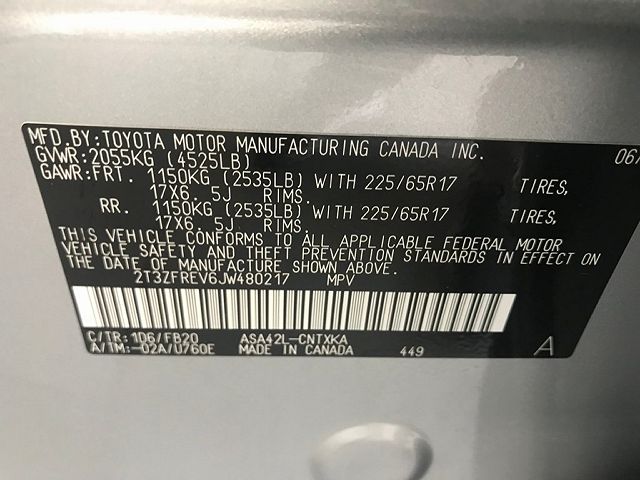 MFD.BY:TOYOTA MOTOR MANUFACTURING CANADA INC. 06/
GVWR:2055KG (4525LB)
GAWR:FRT. 1150KG (2535LB) WITH 225/65R17 TIRES,
17X6. 5J RIMS.
RR. 1150KG (2535LB) WITH 225/65R17 TIRES,
17X6. 5J RIMS.
THIS VEHICLE CONFORMS TO ALL APPLICABLE FEDERAL MOTOR
VEHICLE SAFETY AND THEFT PREVENTION STANDARDS IN EFFECT ON
THE DATE OF MANUFACTURE SHOWN ABOVE.
2T3ZFREV6JW480217 MPV
C/TR:1D6/FB20 ASA42L-CNTXKA
A/TM:-02A/U760E MADE IN CANADA 449 A